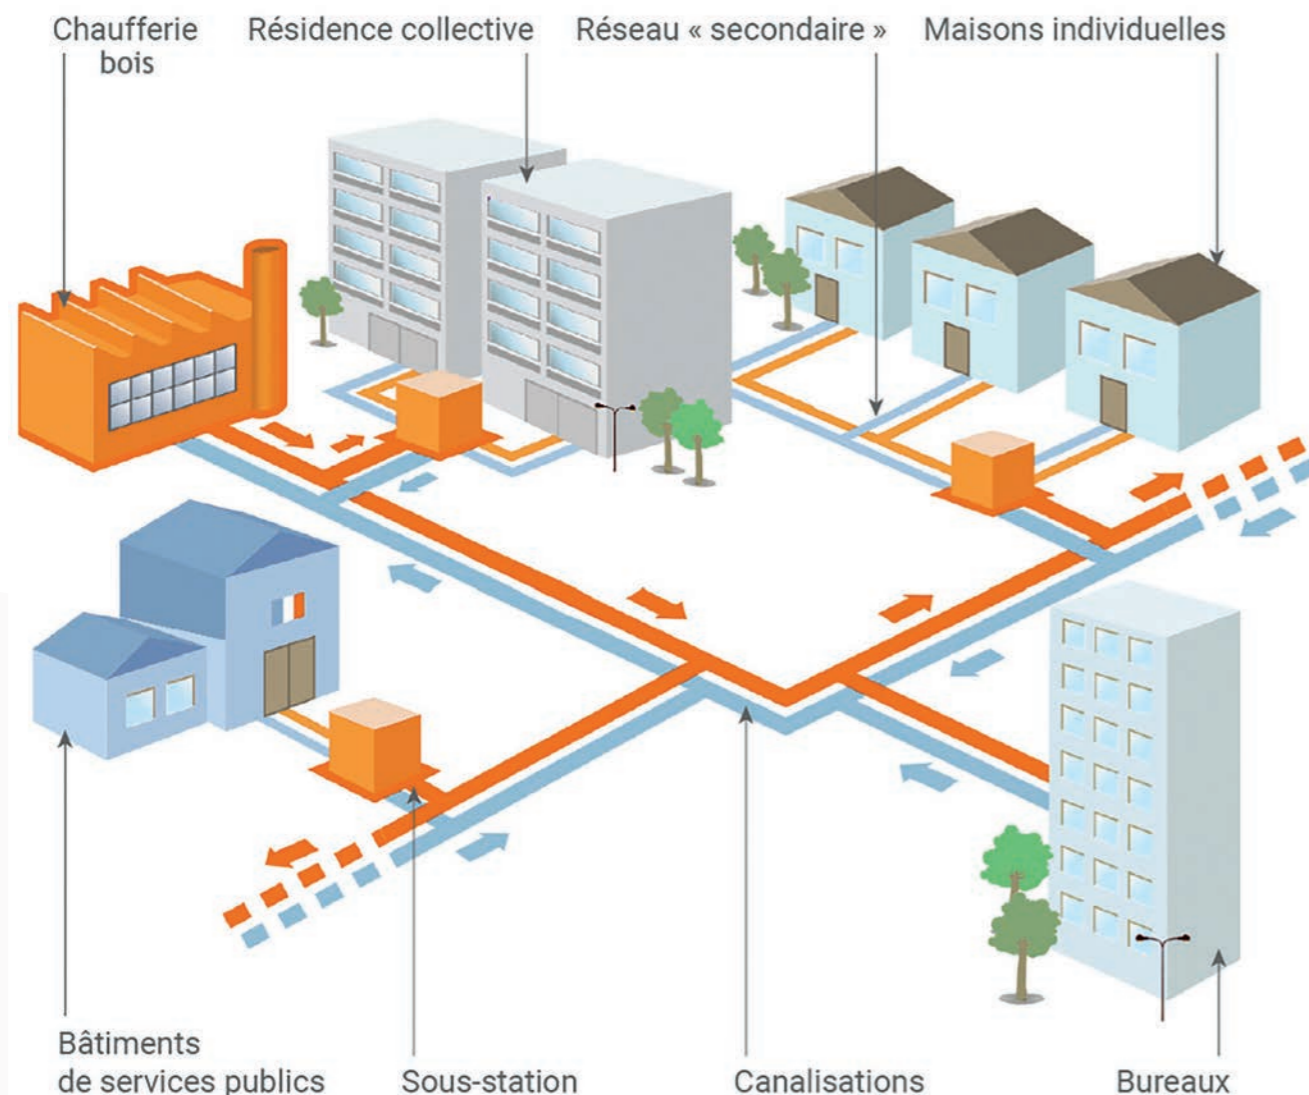 Chaufferie
bois
Résidence collective
Réseau « secondaire »
Maisons individuelles
Bâtiments
de services publics
Sous-station
Canalisations
Bureaux